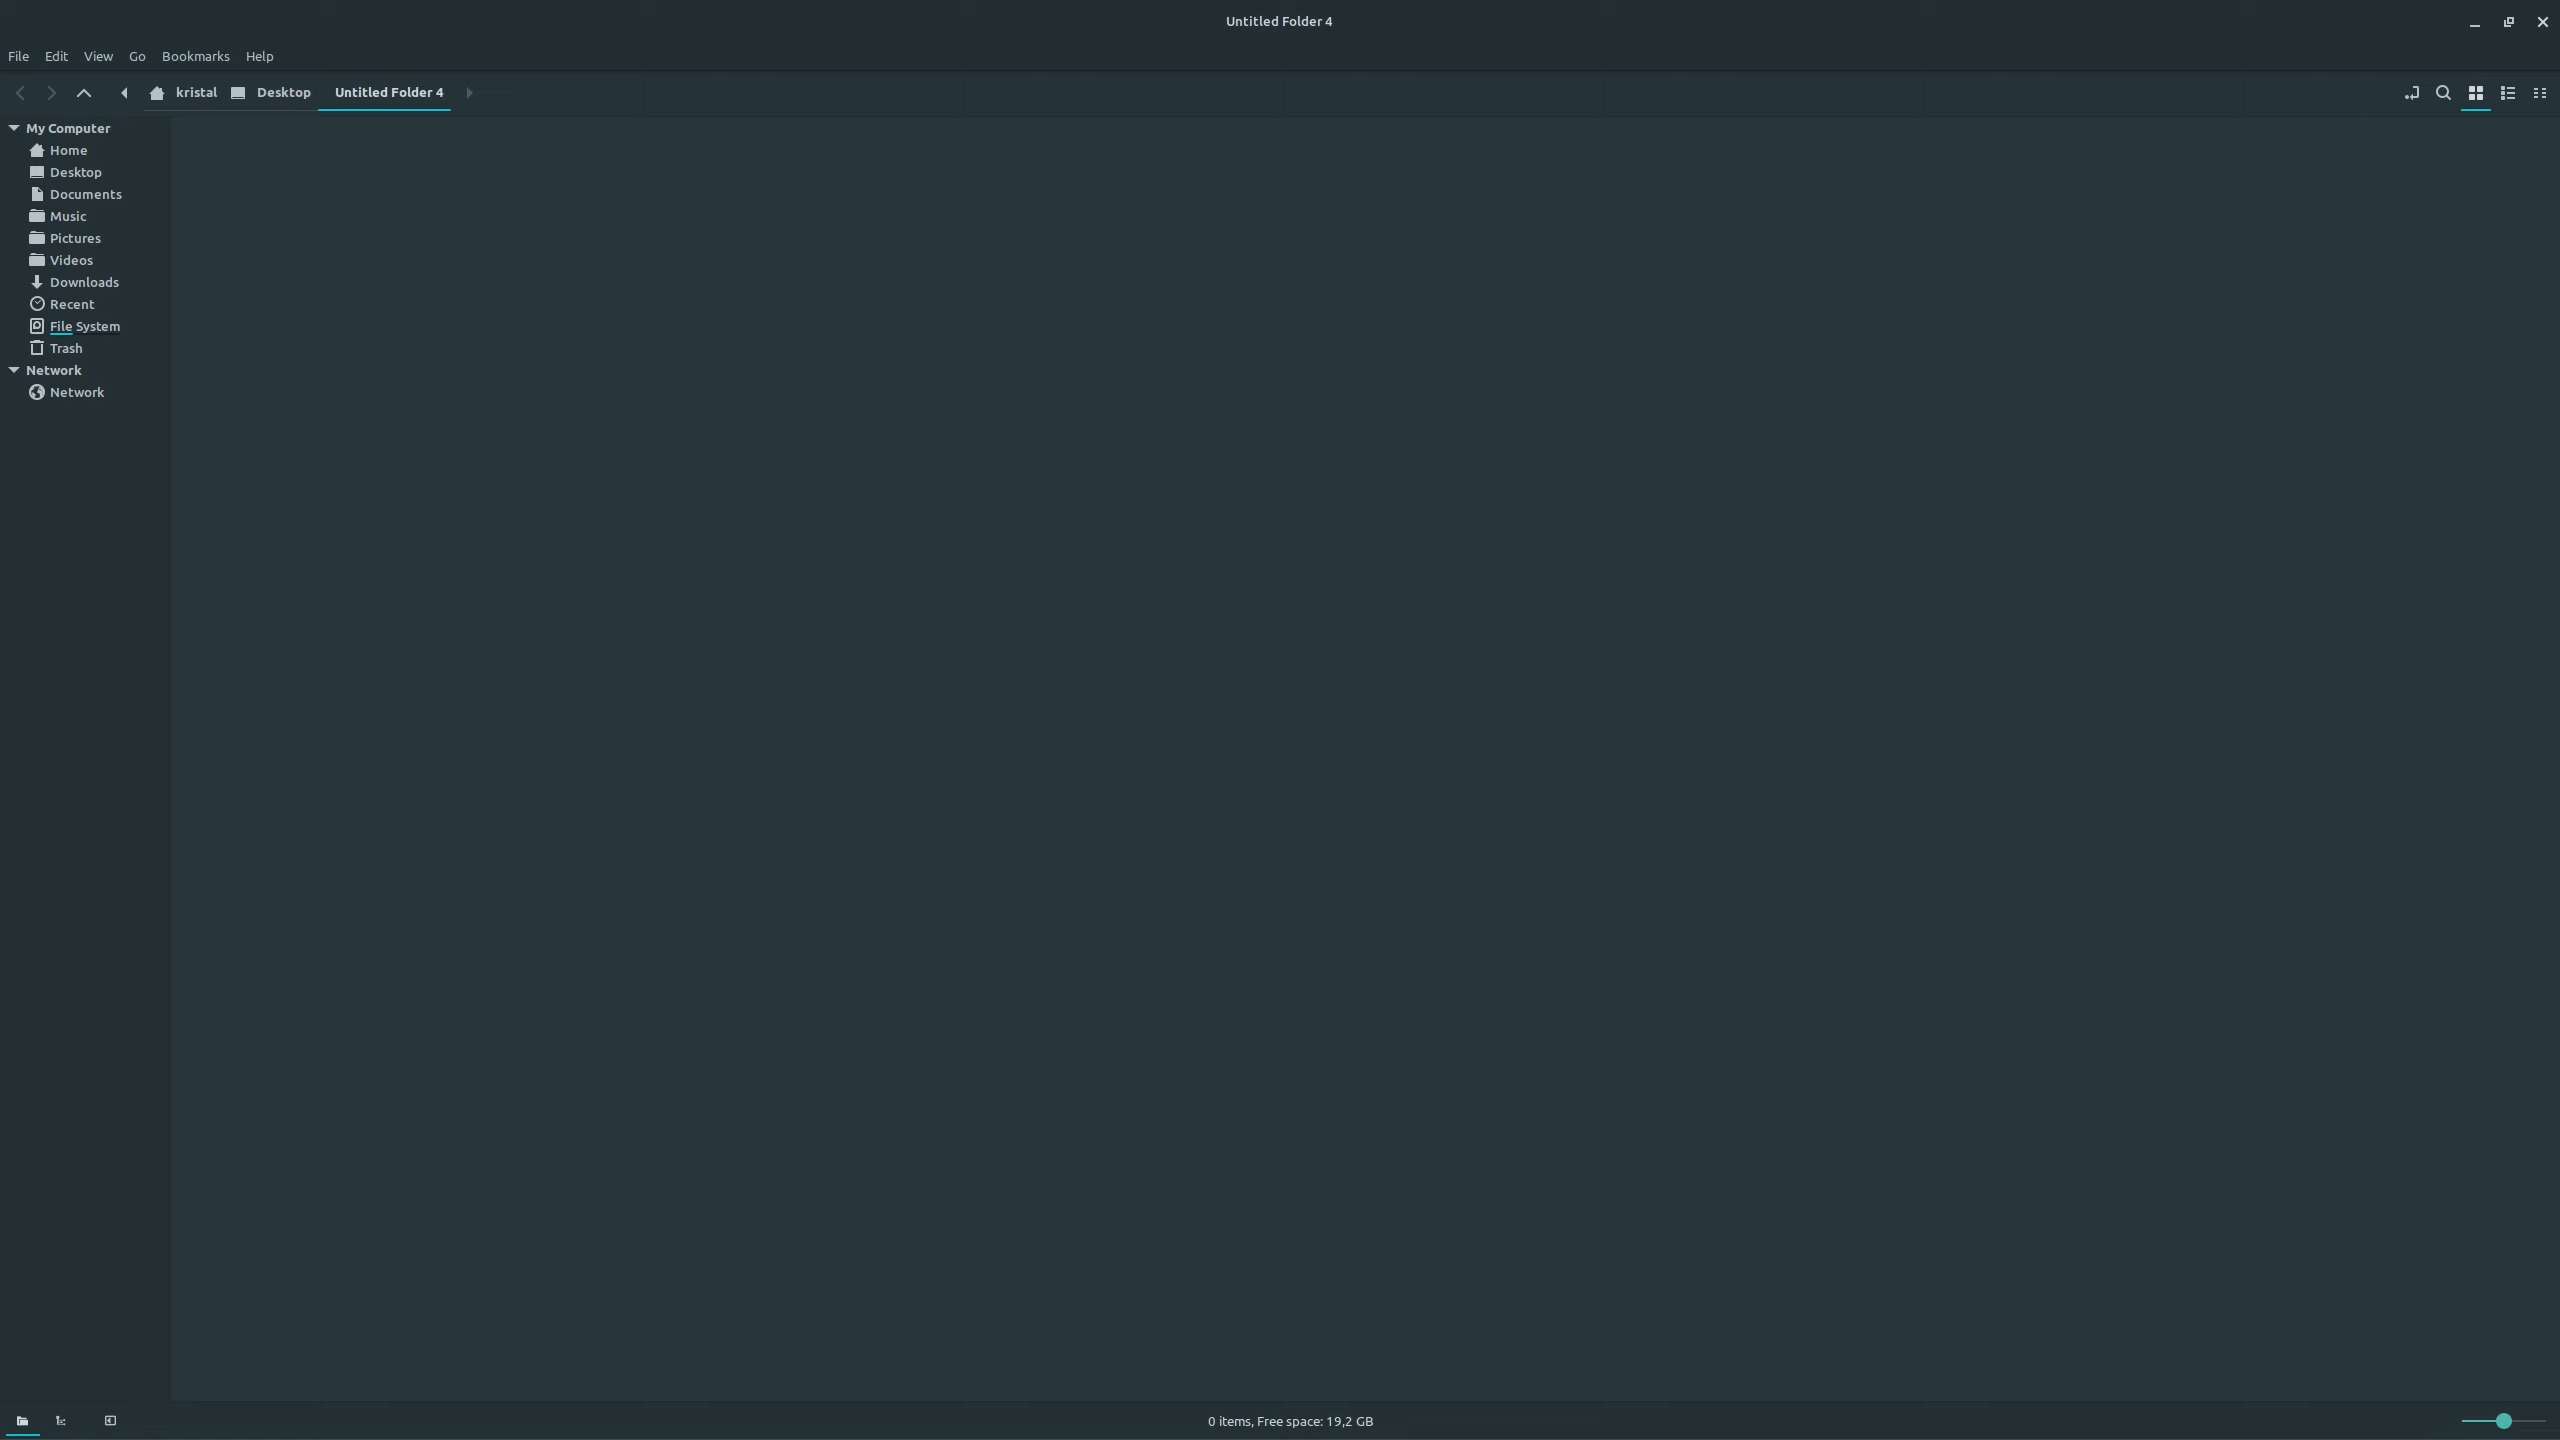 Untitled Folder 4
File Edit View Go Bookmarks Help
kristal Desktop Untitled Folder 4
My Computer
Home
Desktop
Documents
Music
Pictures
Videos
Downloads
Recent
File System
Trash
Network
Network
0 items, Free space: 19,2 GB